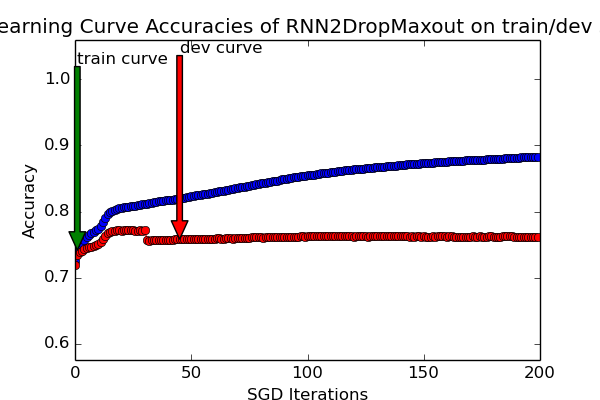 earning Curve Accuracies of RNN2DropMaxout on train/dev
dev curve
train curve
1.0
0.9
0.8
0.7
0.6
Accuracy
0 50 100 150 200
SGD Iterations